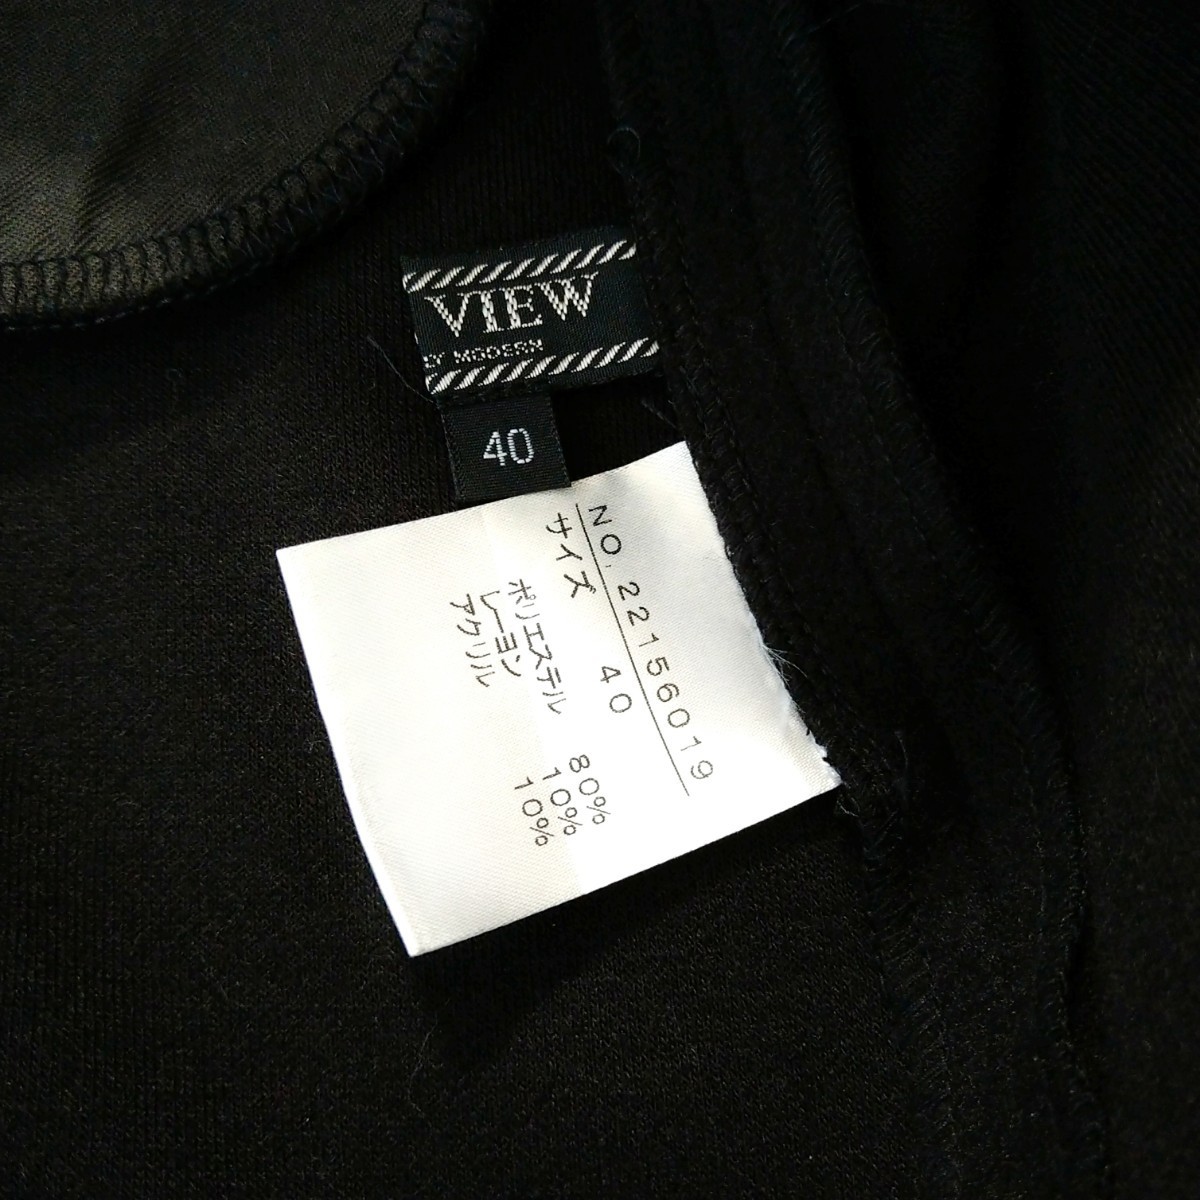 VIEW
LY MODERN
40
NO. 22156019
サイズ 40
ポリエステル 80%
レーヨン 10%
アクリル 10%